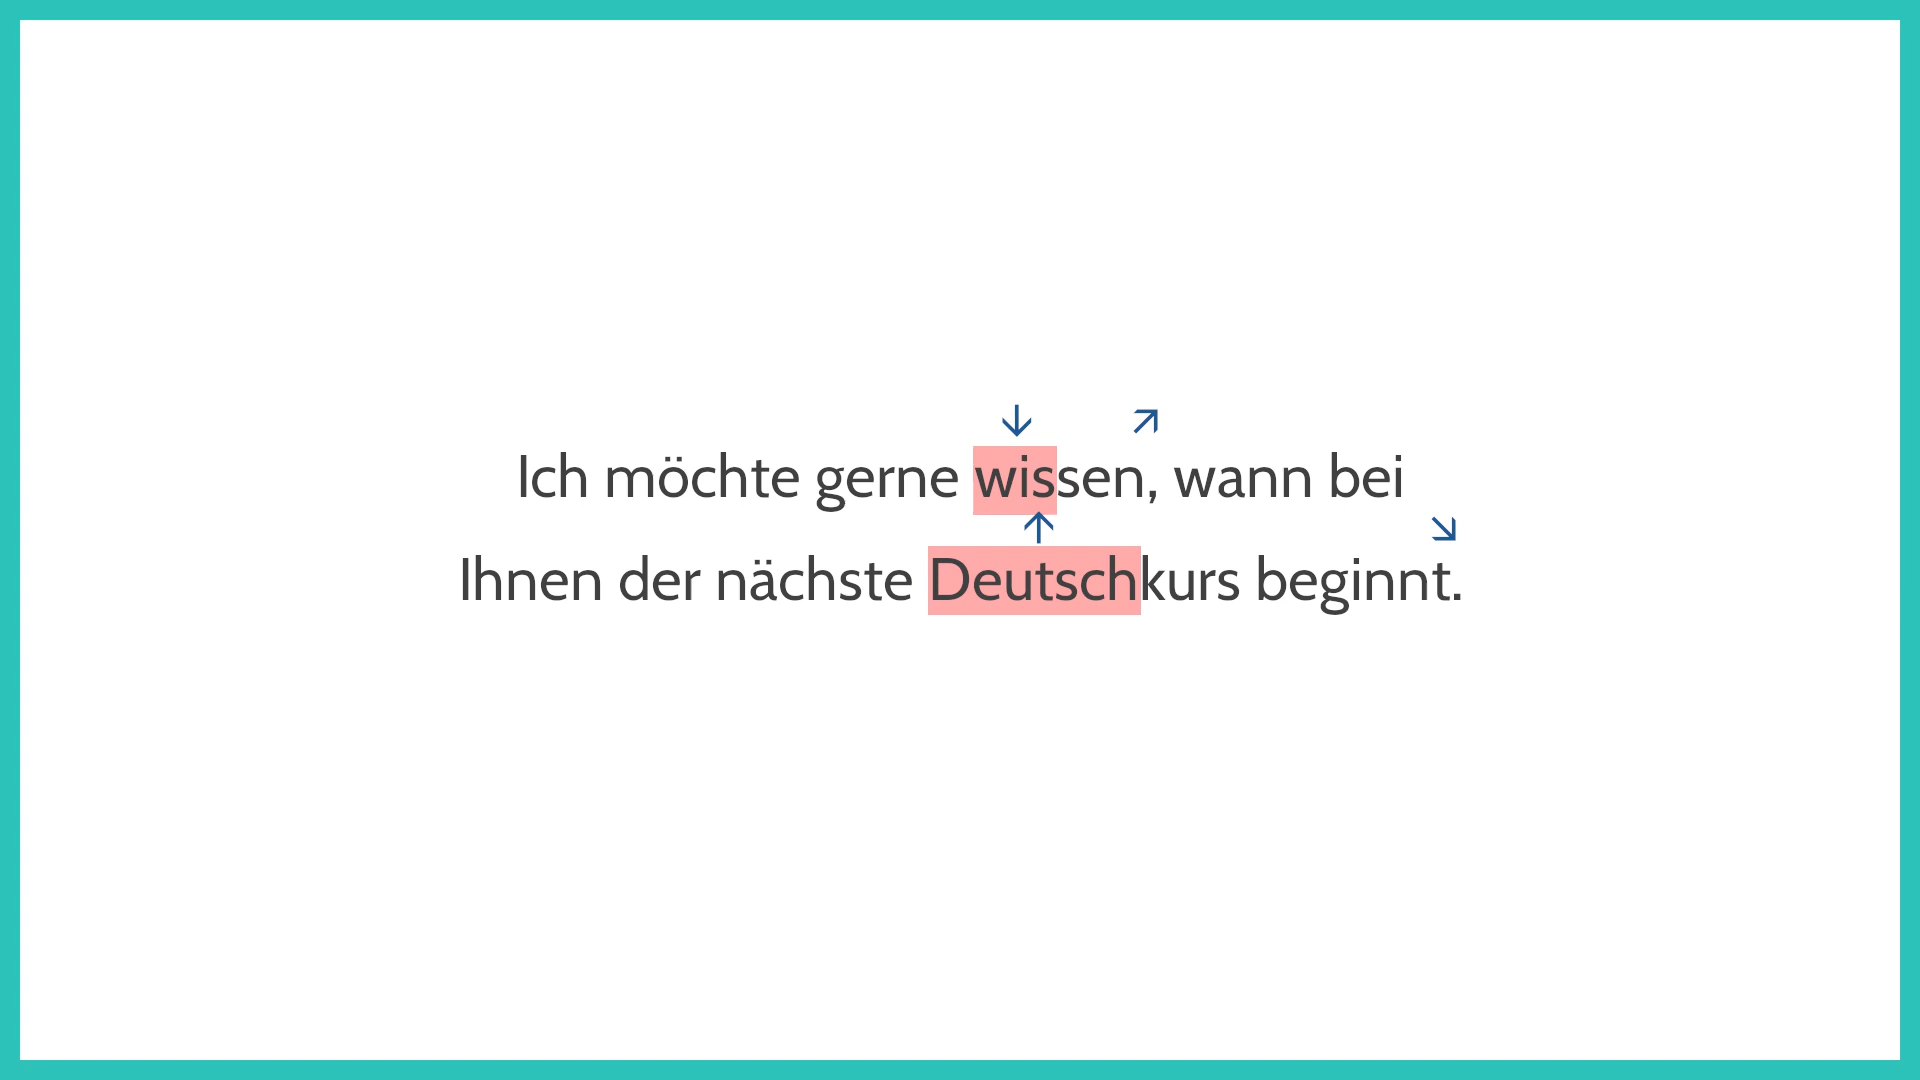 Ich möchte gerne wissen, wann bei
Ihnen der nächste Deutschkurs beginnt.